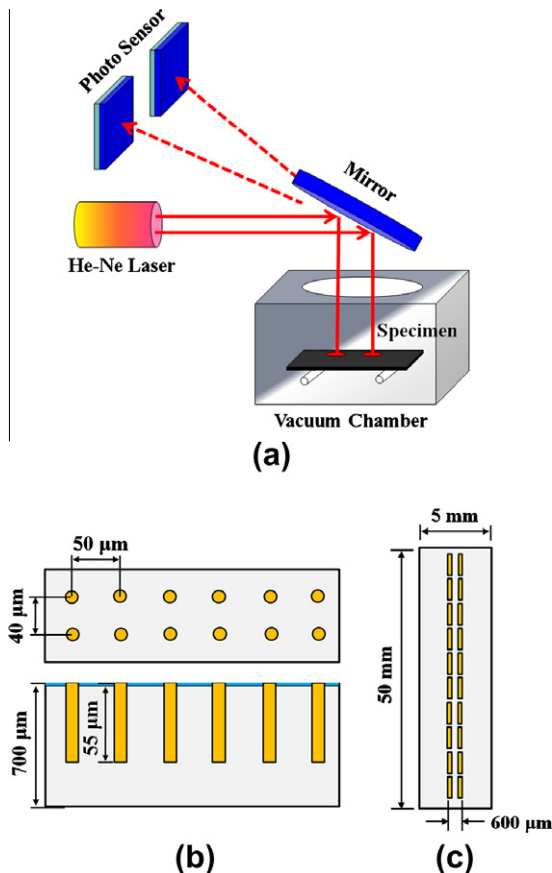 Photo Sensor
Mirror
He-Ne Laser
Specimen
Vacuum Chamber
(a)
50 μm
40 μm
700 μm
55 μm
(b)
5 mm
50 mm
600 μm
(c)